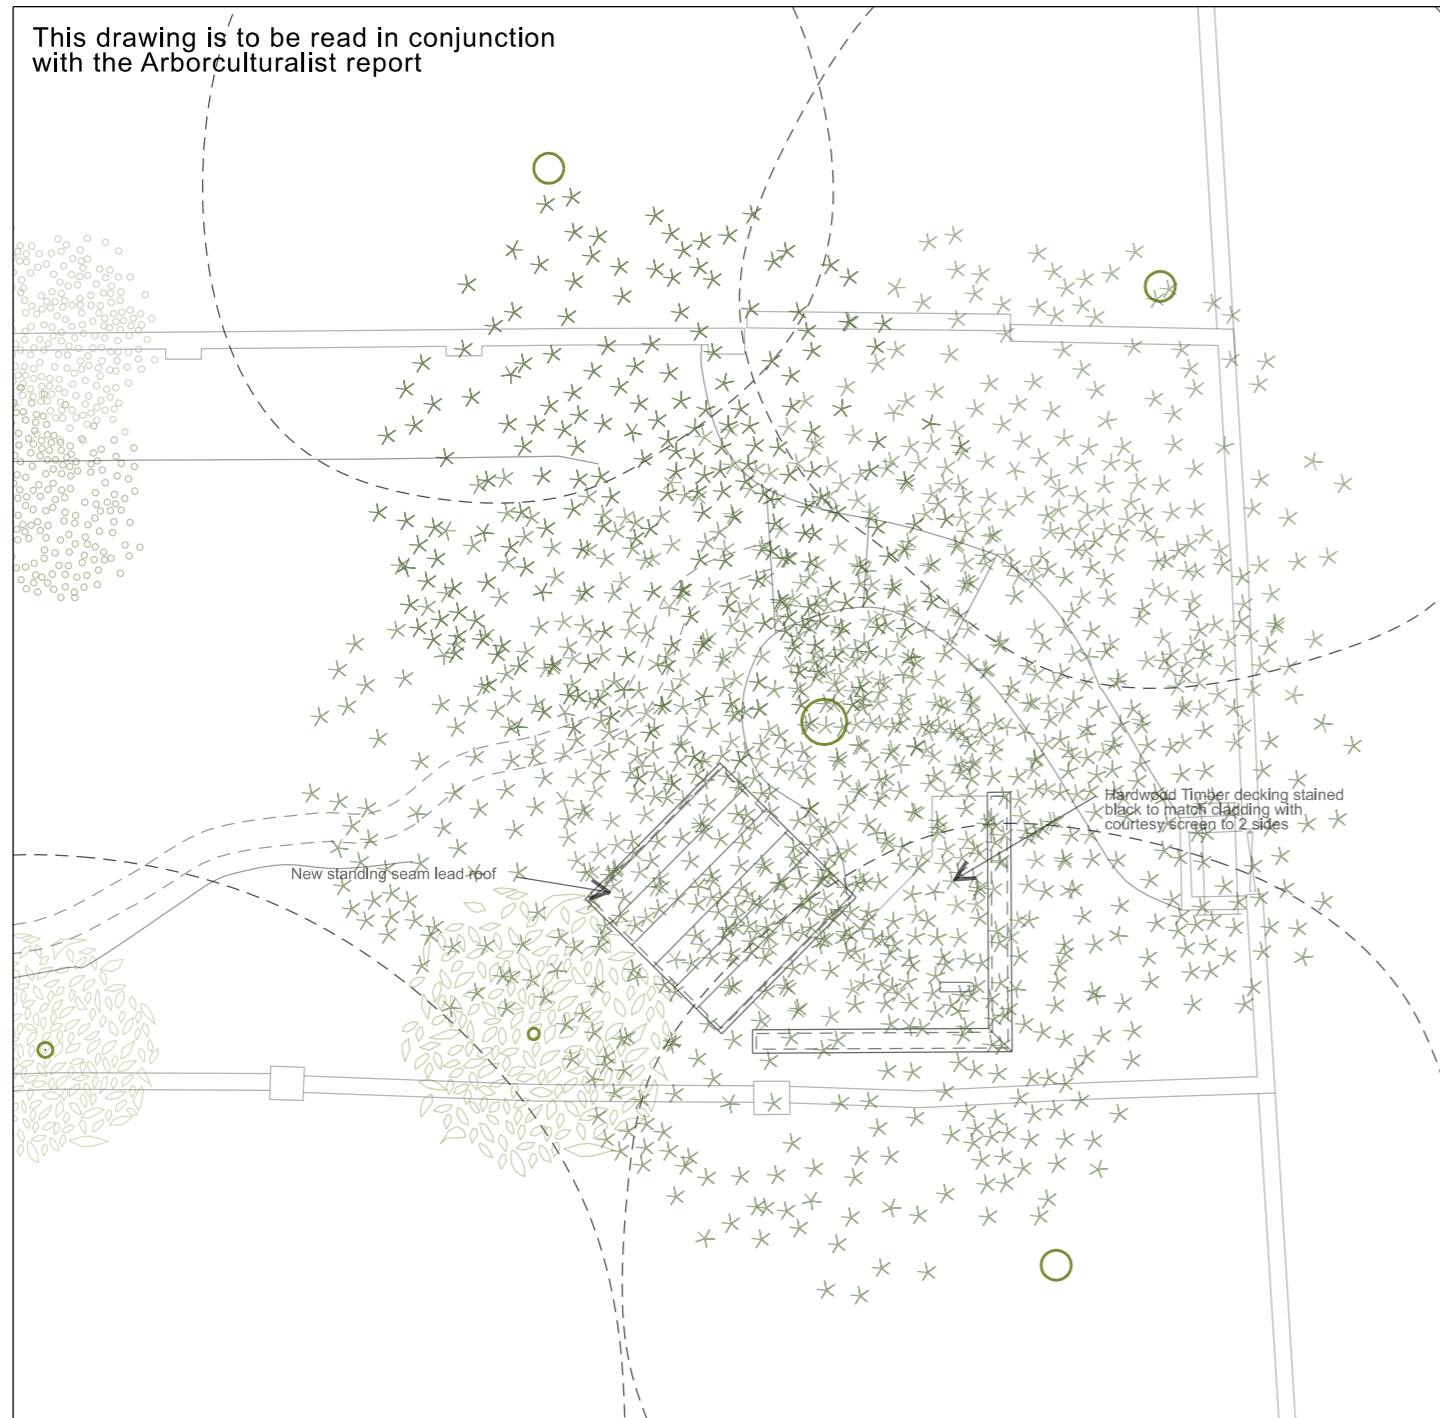 This drawing is to be read in conjunction
with the Arborculturalist report
Hardwood Timber decking stained
black to match cladding with
courtesy screen to 2 sides
New standing seam lead roof